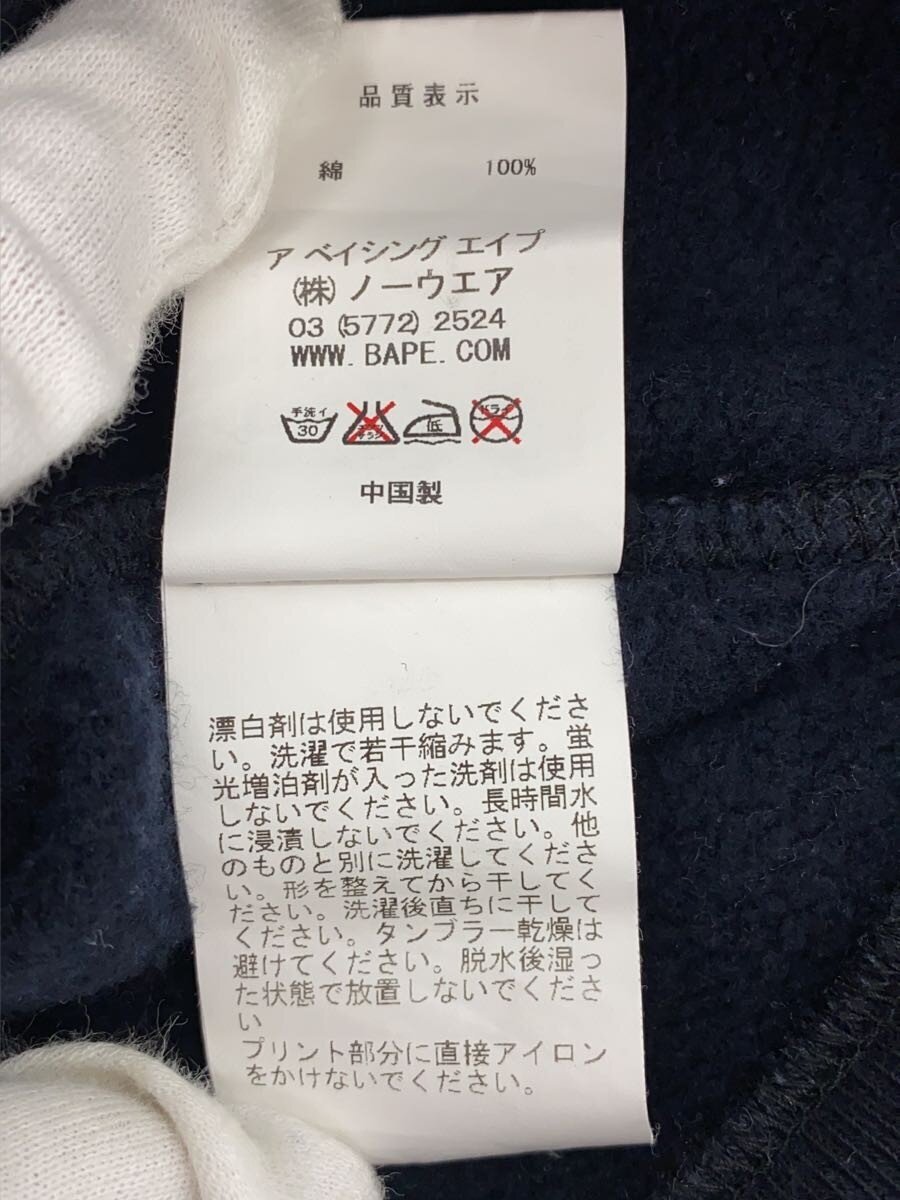 品質表示
綿 100%
ア ベイシング エイプ
(株) ノーウエア
03 (5772) 2524
WWW. BAPE. COM
手洗イ 30 エンソサラシ 低 ドライ
中国製
漂白剤は使用しないでくださ
い。洗濯で若干縮みます。蛍
光増泊剤が入った洗剤は使用
しないでください。長時間水
に浸漬しないでください。他
のものと別に洗濯してくださ
い。形を整えてから干してく
ださい。洗濯後直ちに干して
ください。タンブラー乾燥は
避けてください。脱水後湿っ
た状態で放置しないでくださ
い
プリント部分に直接アイロン
をかけないでください。